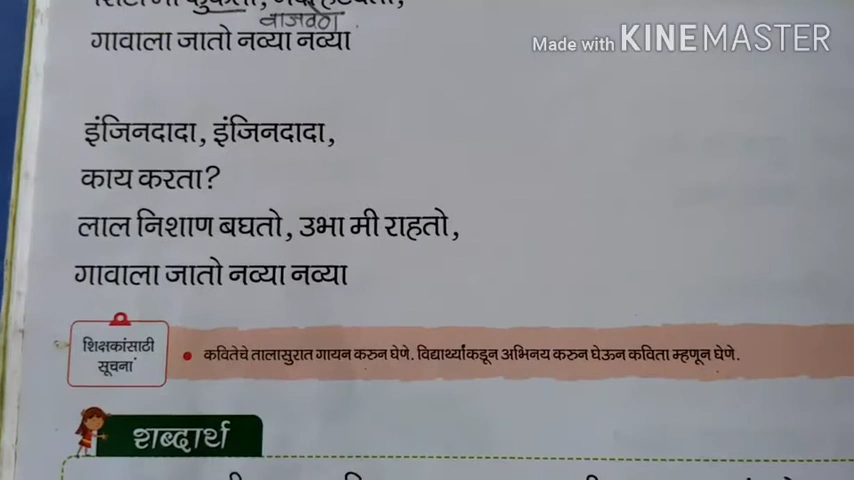 वाजवणे
गावाला जातो नव्या नव्या
Made with KINEMASTER
इंजिनदादा, इंजिनदादा,
काय करता?
लाल निशाण बघतो, उभा मी राहतो,
गावाला जातो नव्या नव्या
शिक्षकांसाठी
सूचना
• कवितेचे तालासुरात गायन करुन घेणे. विद्यार्थ्यांकडून अभिनय करुन घेऊन कविता म्हणून घेणे.
शब्दार्थ